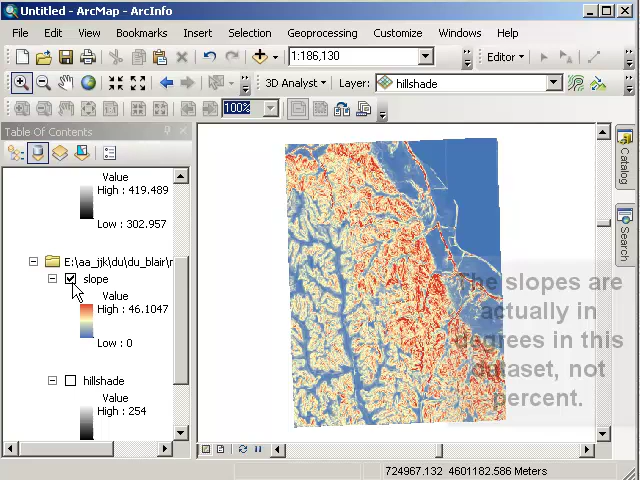 Untitled - ArcMap - ArcInfo
File Edit View Bookmarks Insert Selection Geoprocessing Customize Windows Help
1:186,130 Editor
3D Analyst Layer: hillshade
100%
Table Of Contents
Value
High : 419.489
Low : 302.957
E:\aa_jjk\du\du_blair\r
slope
Value
High : 46.1047
Low : 0
hillshade
Value
High : 254
The slopes are
actually in
degrees in this
dataset, not
percent.
Catalog
Search
724967.132 4601182.586 Meters